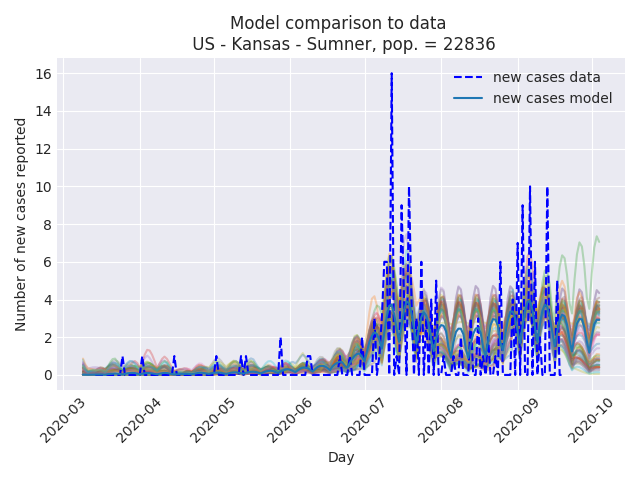 Model comparison to data
US - Kansas - Sumner, pop. = 22836
new cases data
new cases model
Number of new cases reported
16
14
12
10
8
6
4
2
0
2020-03
2020-04
2020-05
2020-06
2020-07
2020-08
2020-09
2020-10
Day